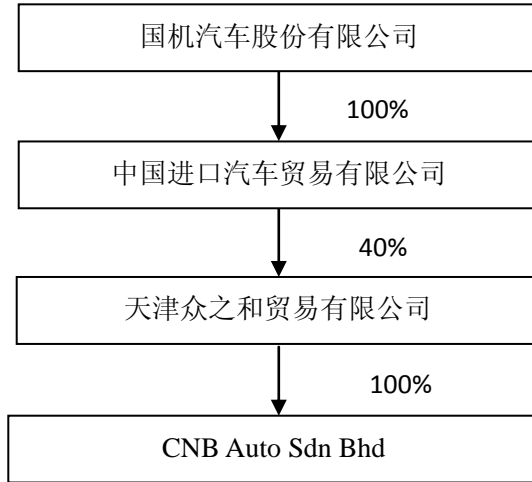 国机汽车股份有限公司
100%
中国进口汽车贸易有限公司
40%
天津众之和贸易有限公司
100%
CNB Auto Sdn Bhd